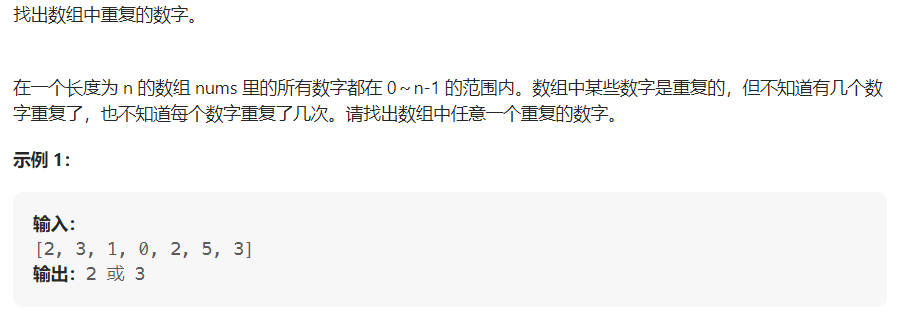 找出数组中重复的数字。
在一个长度为 n 的数组 nums 里的所有数字都在 0～n-1 的范围内。数组中某些数字是重复的，但不知道有几个数
字重复了，也不知道每个数字重复了几次。请找出数组中任意一个重复的数字。
示例 1：
输入：
[2, 3, 1, 0, 2, 5, 3]
输出：2 或 3